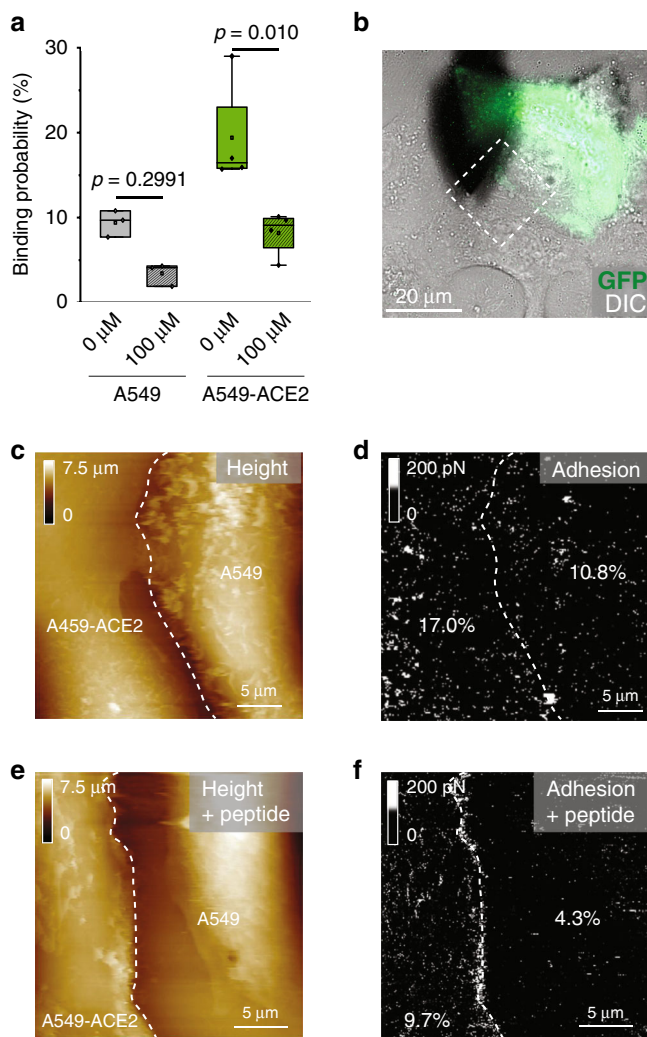 a
Binding probability (%)
30
20
10
0
p = 0.2991
p = 0.010
0 μM
100 μM
0 μM
100 μM
A549
A549-ACE2
b
GFP
DIC
20 μm
c
7.5 μm
0
Height
A549
A459-ACE2
5 μm
d
200 pN
0
Adhesion
10.8%
17.0%
5 μm
e
7.5 μm
0
Height
+ peptide
A549
A549-ACE2
5 μm
f
200 pN
0
Adhesion
+ peptide
4.3%
9.7%
5 μm